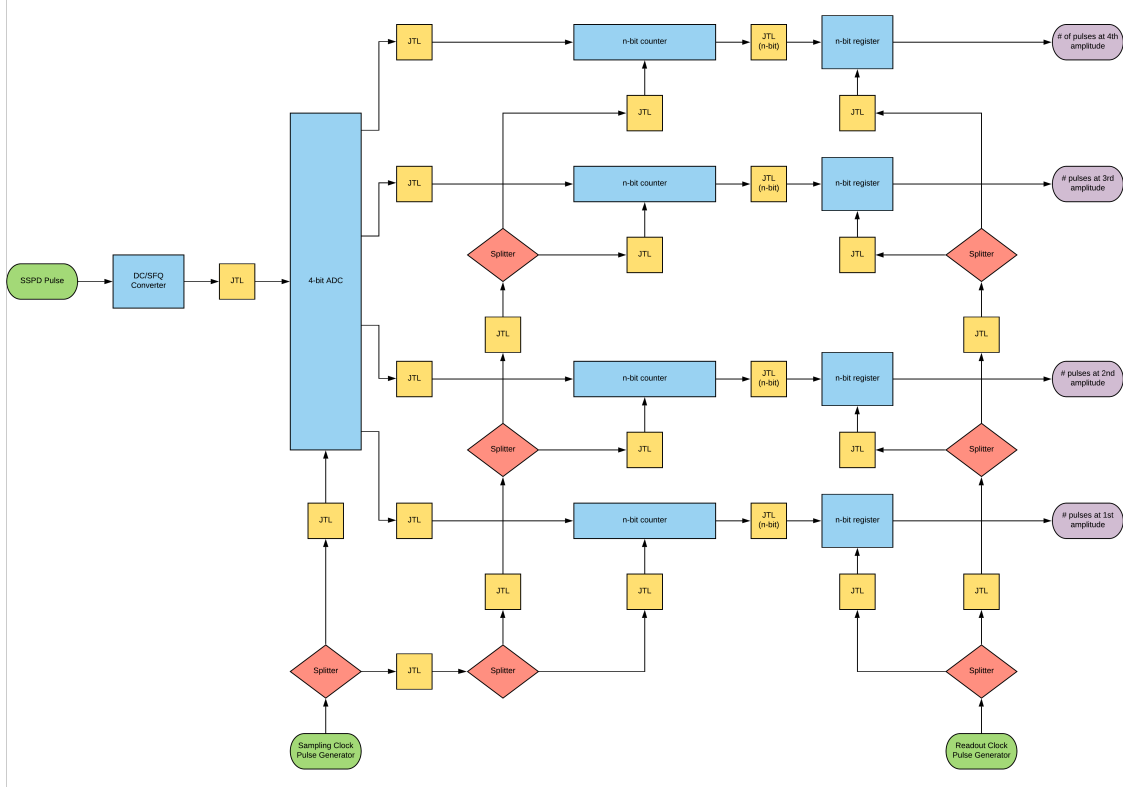 JTL
n-bit counter
JTL
(n-bit)
n-bit register
# of pulses at 4th
amplitude
JTL
JTL
JTL
n-bit counter
JTL
(n-bit)
n-bit register
# pulses at 3rd
amplitude
Splitter
JTL
JTL
Splitter
SSPD Pulse
DC/SFQ
Converter
JTL
4-bit ADC
JTL
JTL
JTL
n-bit counter
JTL
(n-bit)
n-bit register
# pulses at 2nd
amplitude
Splitter
JTL
JTL
Splitter
JTL
JTL
n-bit counter
JTL
(n-bit)
n-bit register
# pulses at 1st
amplitude
JTL
JTL
JTL
JTL
Splitter
JTL
Splitter
Splitter
Sampling Clock
Pulse Generator
Readout Clock
Pulse Generator